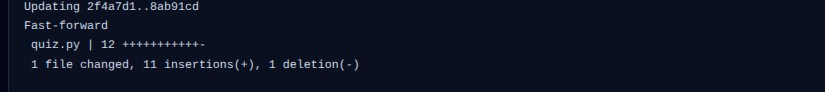 Updating 2f4a7d1..8ab91cd
Fast-forward
 quiz.py | 12 +++++++++++-
 1 file changed, 11 insertions(+), 1 deletion(-)